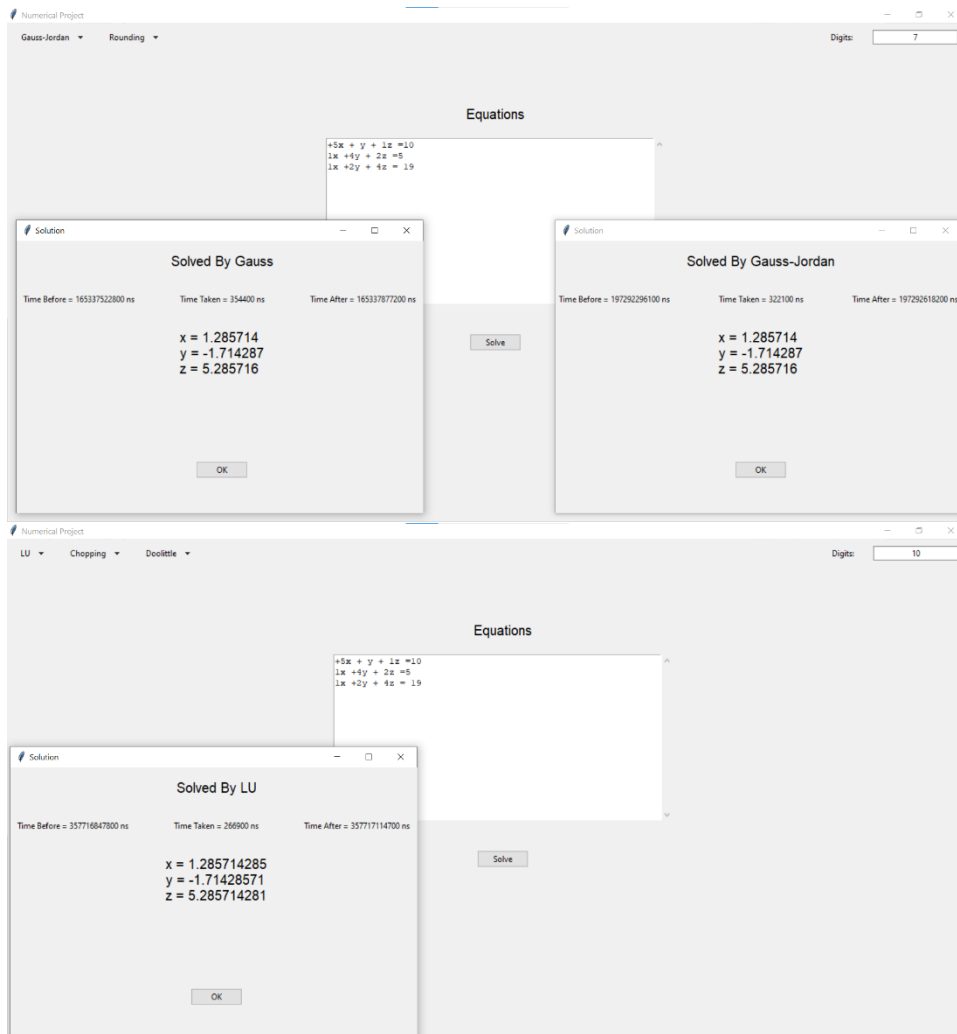 Numerical Project
Gauss-Jordan Rounding Digits: 7
Equations
+5x + y + 1z =10
1x +4y + 2z =5
1x +2y + 4z = 19
Solution
Solved By Gauss
Time Before = 165337522800 ns Time Taken = 354400 ns Time After = 165337877200 ns
x = 1.285714
y = -1.714287
z = 5.285716
OK
Solve
Solution
Solved By Gauss-Jordan
Time Before = 197292296100 ns Time Taken = 322100 ns Time After = 197292618200 ns
x = 1.285714
y = -1.714287
z = 5.285716
OK
Numerical Project
LU Chopping Doolittle Digits: 10
Equations
+5x + y + 1z =10
1x +4y + 2z =5
1x +2y + 4z = 19
Solution
Solved By LU
Time Before = 357716847800 ns Time Taken = 266900 ns Time After = 357717114700 ns
x = 1.285714285
y = -1.71428571
z = 5.285714281
OK
Solve